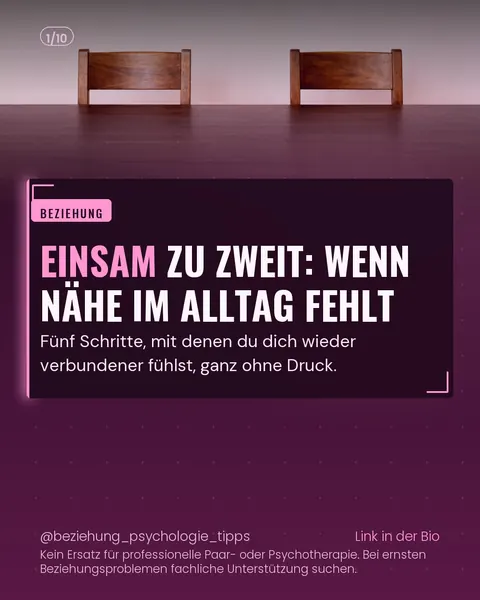 1/10
BEZIEHUNG
EINSAM ZU ZWEIT: WENN
NÄHE IM ALLTAG FEHLT
Fünf Schritte, mit denen du dich wieder
verbundener fühlst, ganz ohne Druck.
@beziehung_psychologie_tipps
Link in der Bio
Kein Ersatz für professionelle Paar- oder Psychotherapie. Bei ernsten
Beziehungsproblemen fachliche Unterstützung suchen.